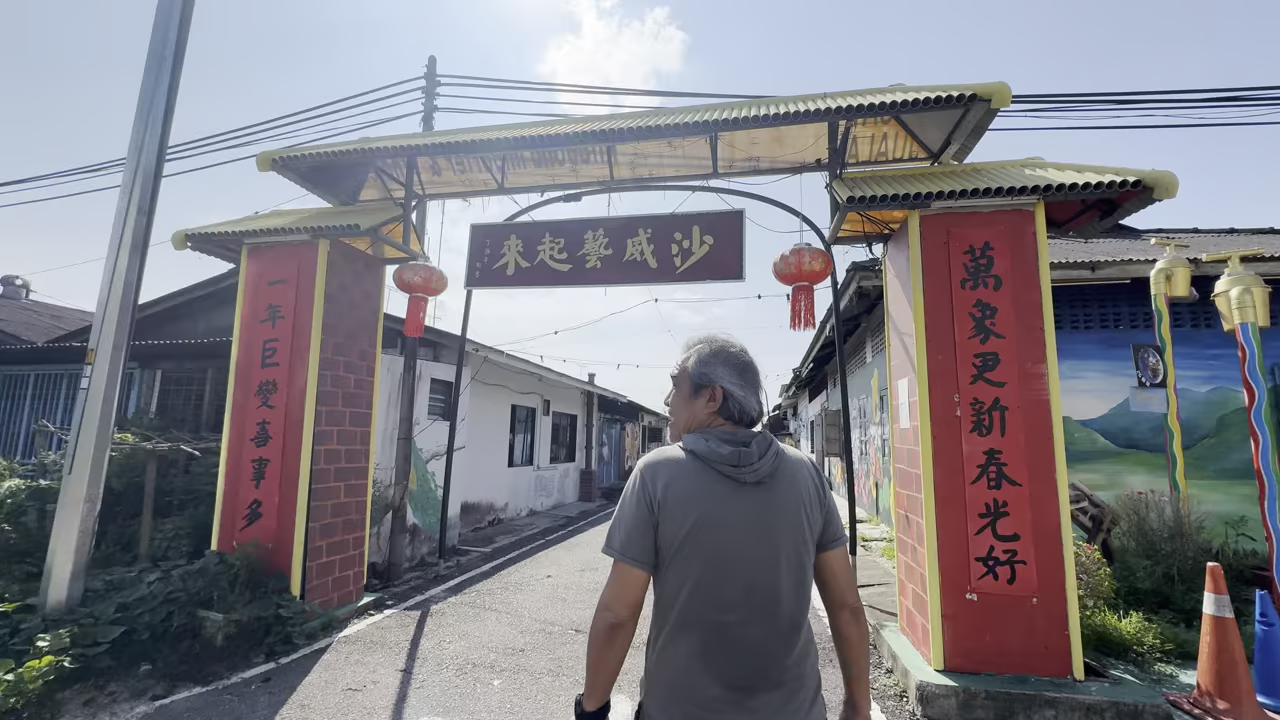 沙威藝起來
萬象更新春光好
一年巨變喜事多